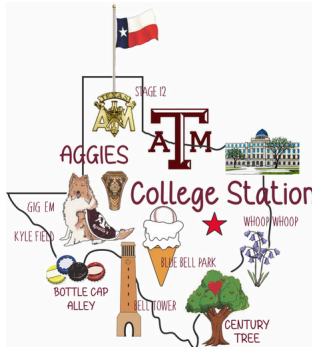 STAGE 12
TEXAS
A&M
ATM
AGGIES
College Station
GIG EM
WHOOP WHOOP
KYLE FIELD
BLUE BELL PARK
BOTTLE CAP
ALLEY
BELL TOWER
CENTURY
TREE